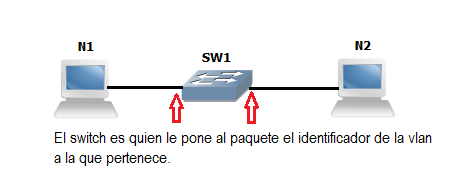 N1
SW1
N2
El switch es quien le pone al paquete el identificador de la vlan
a la que pertenece.